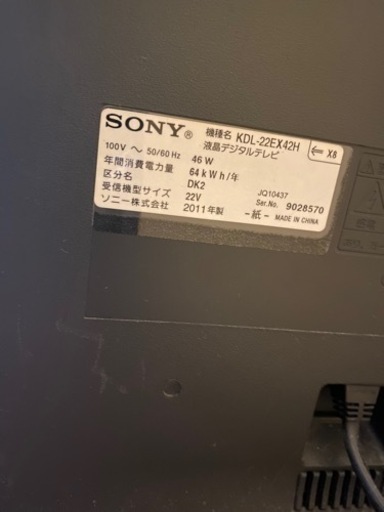 SONY® 機種名 KDL-22EX42H
液晶デジタルテレビ
100V ～ 50/60 Hz 46 W
年間消費電力量 64 k W h / 年
区分名 DK2
受信機型サイズ 22V
ソニー株式会社 2011年製
← X8
JQ10437
Ser.No. 9028570
-紙- MADE IN CHINA